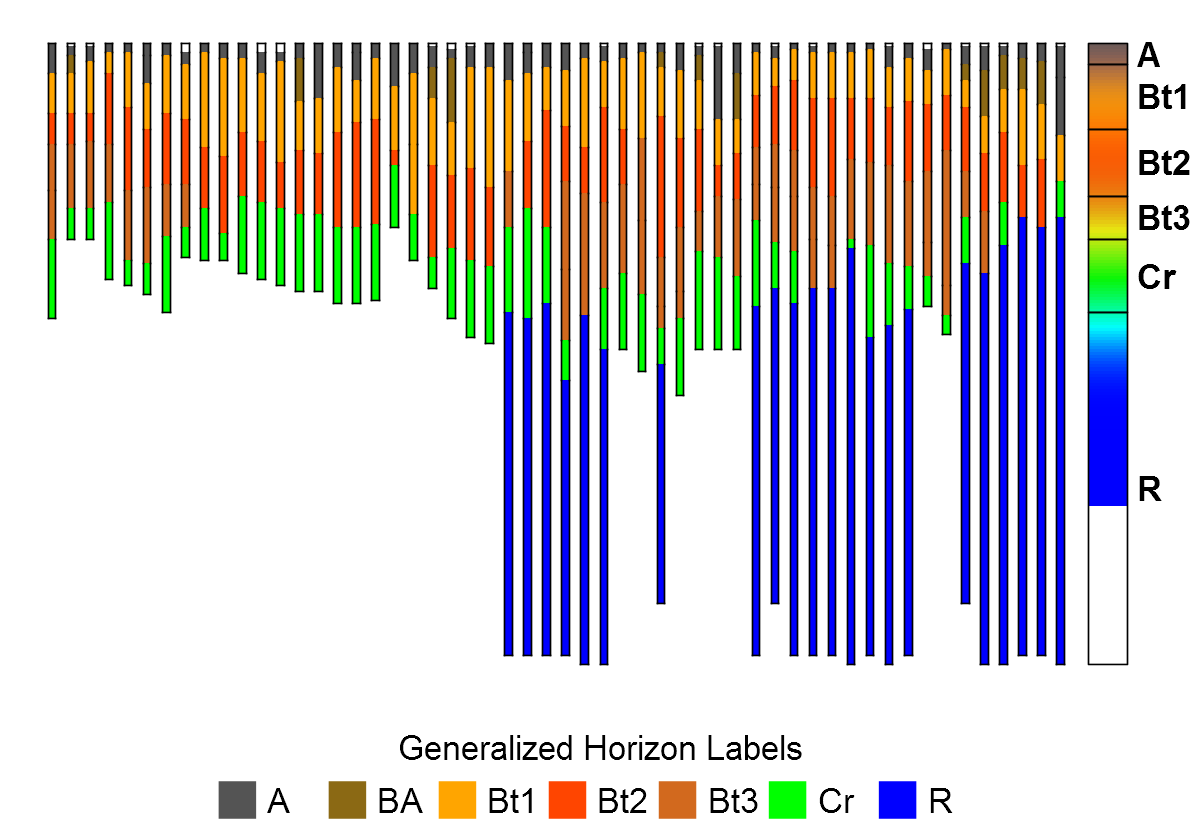 A
Bt1
Bt2
Bt3
Cr
R
Generalized Horizon Labels
A BA Bt1 Bt2 Bt3 Cr R